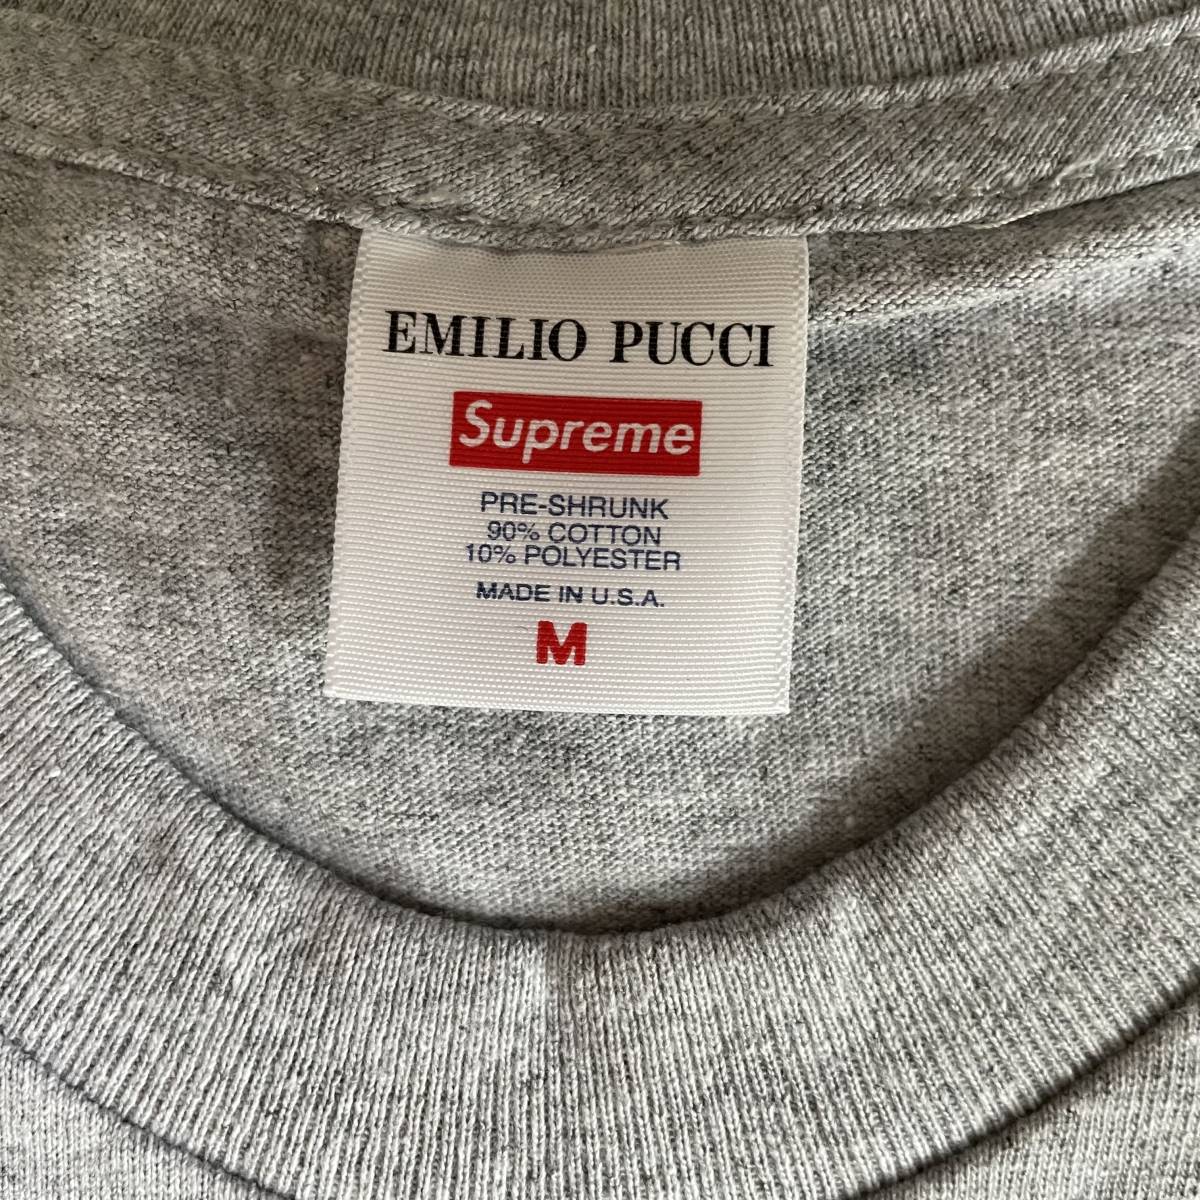 EMILIO PUCCI
Supreme
PRE-SHRUNK
90% COTTON
10% POLYESTER
MADE IN U.S.A.
M